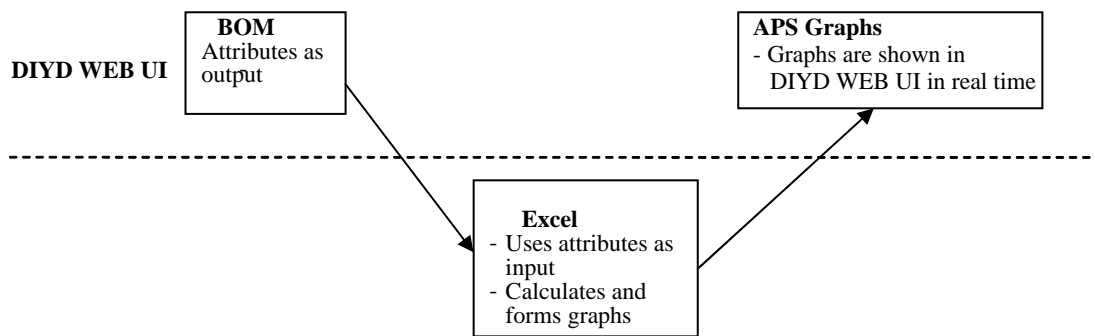 DIYD WEB UI
BOM
Attributes as
output
APS Graphs
- Graphs are shown in
DIYD WEB UI in real time
Excel
- Uses attributes as
input
- Calculates and
forms graphs